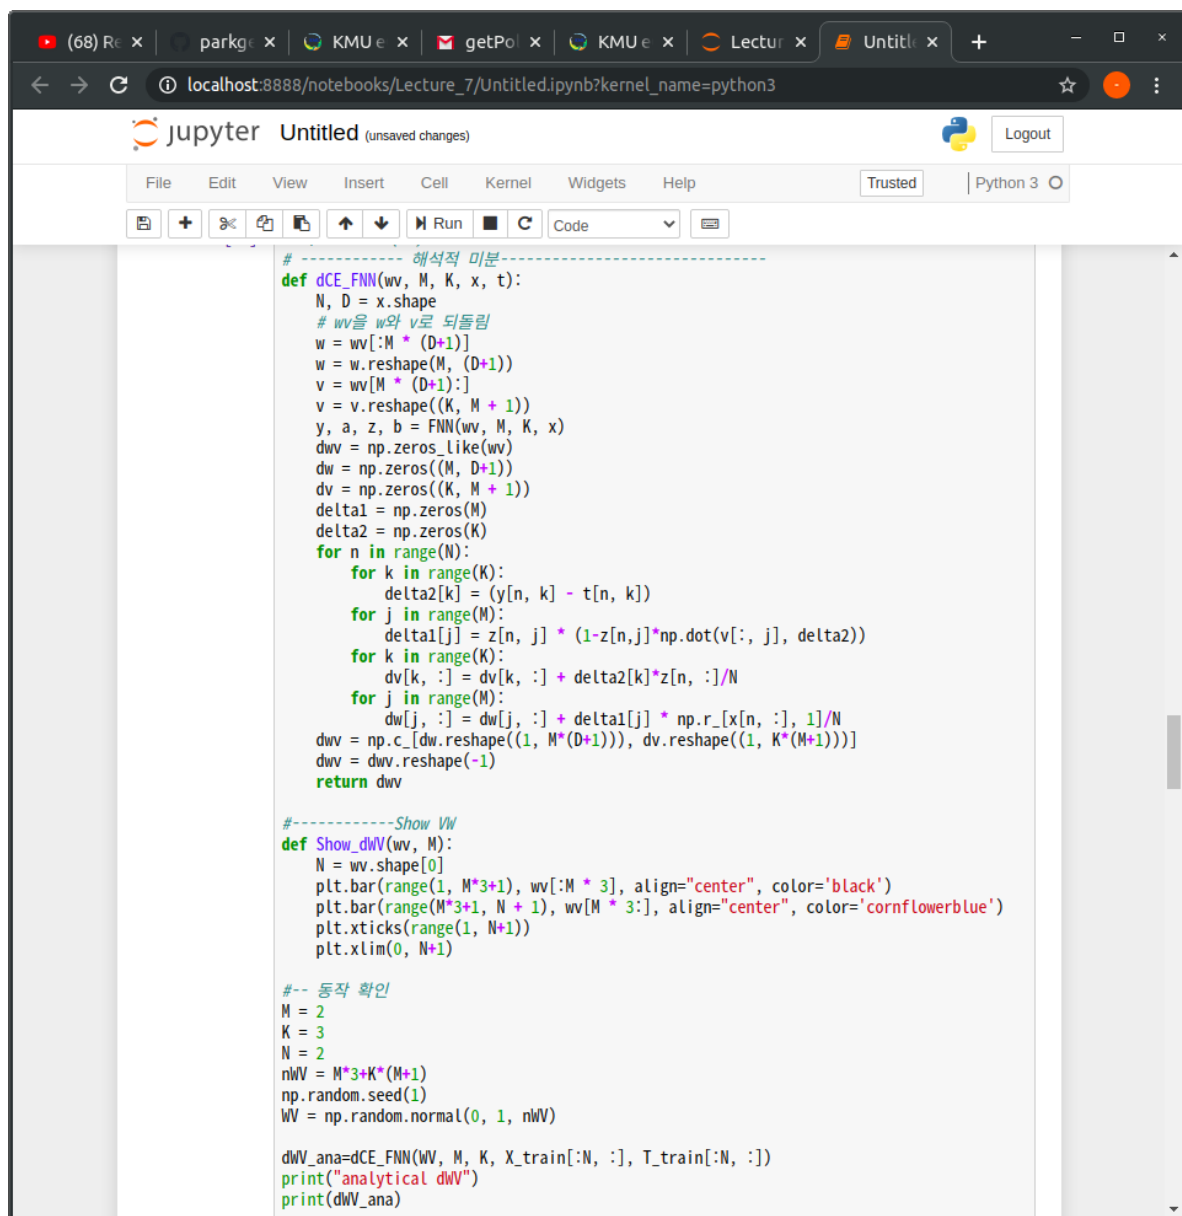 (68) Re
parkge
KMU e
getPol
KMU e
Lectur
Untitle
localhost:8888/notebooks/Lecture_7/Untitled.ipynb?kernel_name=python3
jupyter Untitled (unsaved changes)
Logout
File Edit View Insert Cell Kernel Widgets Help
Trusted
Python 3
Run
Code
# ------------ 해석적 미분-------------------------------
def dCE_FNN(wv, M, K, x, t):
    N, D = x.shape
    # wv을 w와 v로 되돌림
    w = wv[:M * (D+1)]
    w = w.reshape(M, (D+1))
    v = wv[M * (D+1):]
    v = v.reshape((K, M + 1))
    y, a, z, b = FNN(wv, M, K, x)
    dwv = np.zeros_like(wv)
    dw = np.zeros((M, D+1))
    dv = np.zeros((K, M + 1))
    delta1 = np.zeros(M)
    delta2 = np.zeros(K)
    for n in range(N):
        for k in range(K):
            delta2[k] = (y[n, k] - t[n, k])
        for j in range(M):
            delta1[j] = z[n, j] * (1-z[n,j]*np.dot(v[:, j], delta2))
        for k in range(K):
            dv[k, :] = dv[k, :] + delta2[k]*z[n, :]/N
        for j in range(M):
            dw[j, :] = dw[j, :] + delta1[j] * np.r_[x[n, :], 1]/N
    dwv = np.c_[dw.reshape((1, M*(D+1))), dv.reshape((1, K*(M+1)))]
    dwv = dwv.reshape(-1)
    return dwv
#------------Show VW
def Show_dWV(wv, M):
    N = wv.shape[0]
    plt.bar(range(1, M*3+1), wv[:M * 3], align="center", color='black')
    plt.bar(range(M*3+1, N + 1), wv[M * 3:], align="center", color='cornflowerblue')
    plt.xticks(range(1, N+1))
    plt.xlim(0, N+1)
#-- 동작 확인
M = 2
K = 3
N = 2
nWV = M*3+K*(M+1)
np.random.seed(1)
WV = np.random.normal(0, 1, nWV)
dWV_ana=dCE_FNN(WV, M, K, X_train[:N, :], T_train[:N, :])
print("analytical dWV")
print(dWV_ana)